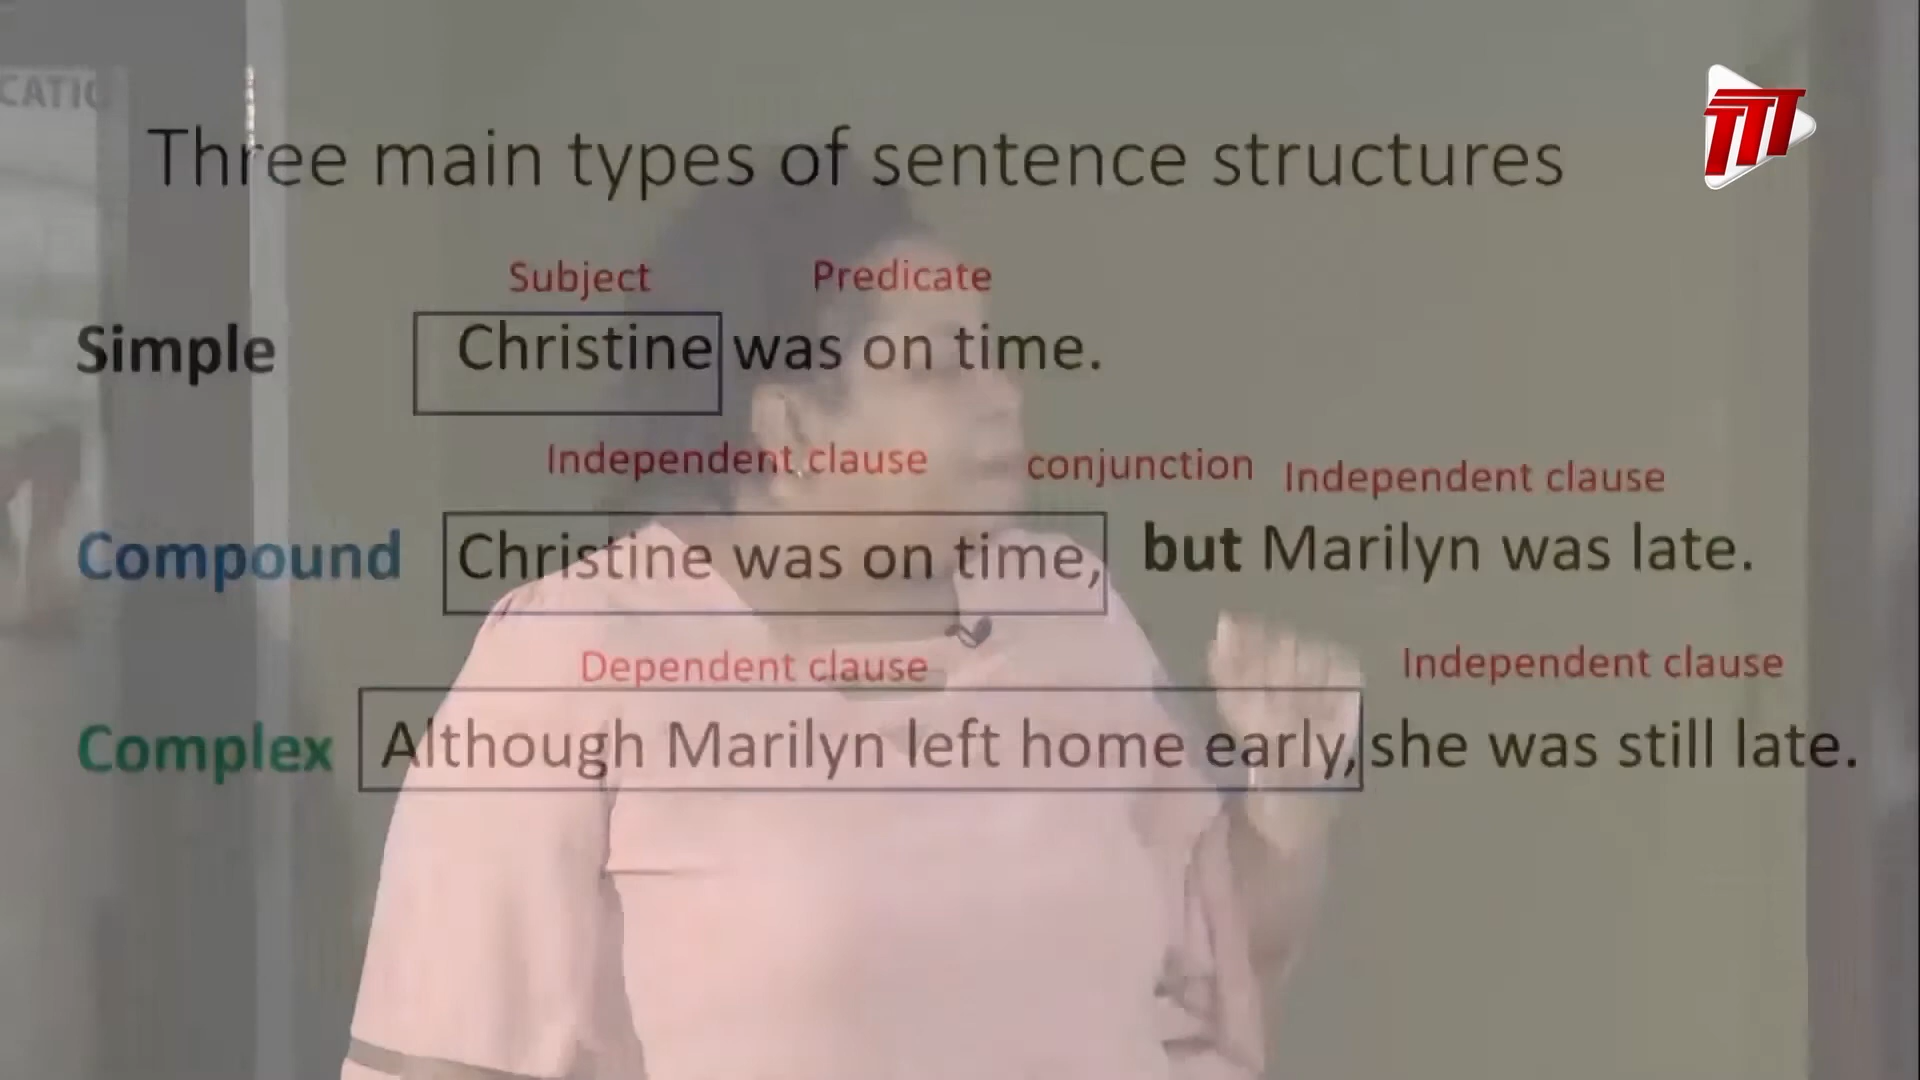 CATIO
TTT
Three main types of sentence structures
Subject Predicate
Simple Christine was on time.
Independent clause conjunction Independent clause
Compound Christine was on time, but Marilyn was late.
Dependent clause Independent clause
Complex Although Marilyn left home early, she was still late.